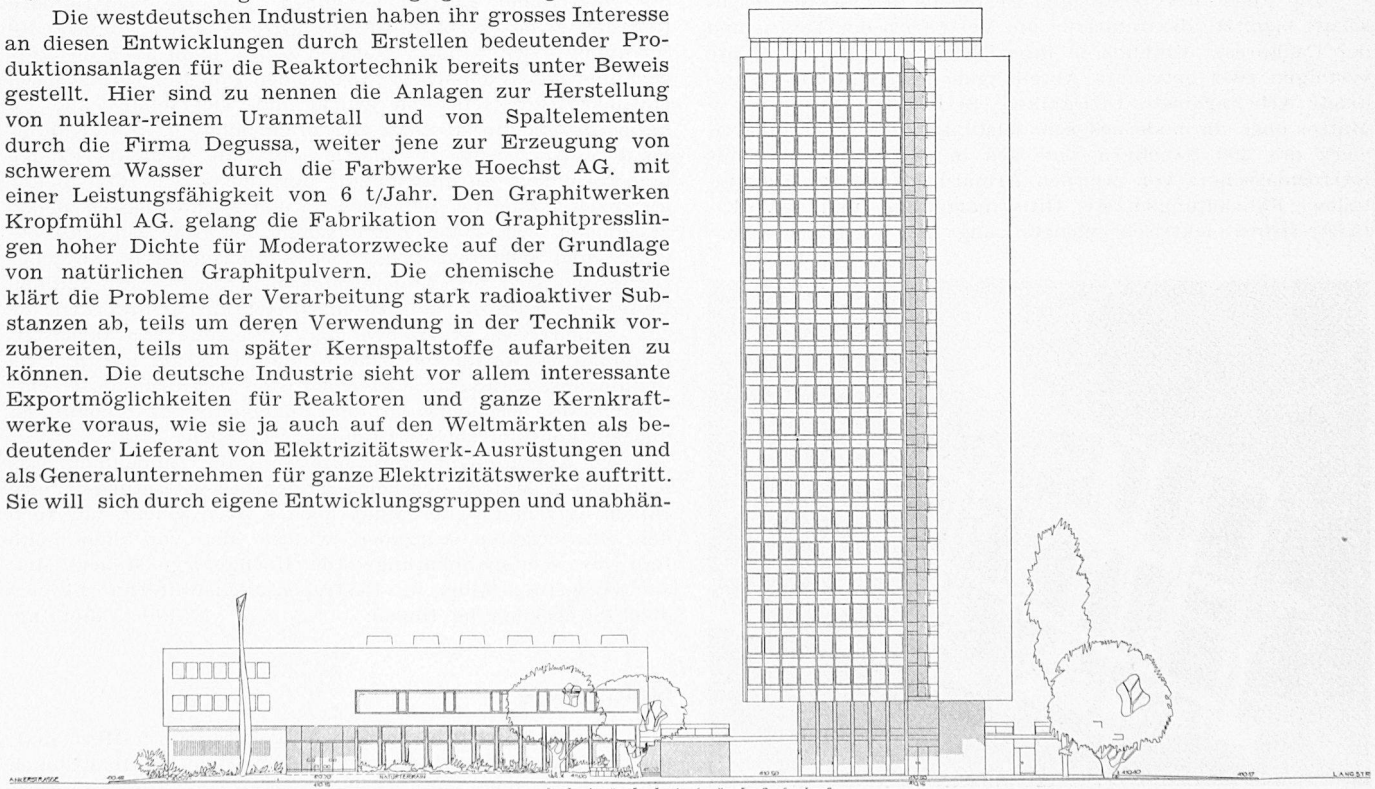 Die westdeutschen Industrien haben ihr grosses Interesse
an diesen Entwicklungen durch Erstellen bedeutender Pro-
duktionsanlagen für die Reaktortechnik bereits unter Beweis
gestellt. Hier sind zu nennen die Anlagen zur Herstellung
von nuklear-reinem Uranmetall und von Spaltelementen
durch die Firma Degussa, weiter jene zur Erzeugung von
schwerem Wasser durch die Farbwerke Hoechst AG. mit
einer Leistungsfähigkeit von 6 t/Jahr. Den Graphitwerken
Kropfmühl AG. gelang die Fabrikation von Graphitpresslin-
gen hoher Dichte für Moderatorzwecke auf der Grundlage
von natürlichen Graphitpulvern. Die chemische Industrie
klärt die Probleme der Verarbeitung stark radioaktiver Sub-
stanzen ab, teils um deren Verwendung in der Technik vor-
zubereiten, teils um später Kernspaltstoffe aufarbeiten zu
können. Die deutsche Industrie sieht vor allem interessante
Exportmöglichkeiten für Reaktoren und ganze Kernkraft-
werke voraus, wie sie ja auch auf den Weltmärkten als be-
deutender Lieferant von Elektrizitätswerk-Ausrüstungen und
als Generalunternehmen für ganze Elektrizitätswerke auftritt.
Sie will sich durch eigene Entwicklungsgruppen und unabhän-
ANKERSTRASSE 410.50 LANGSTR